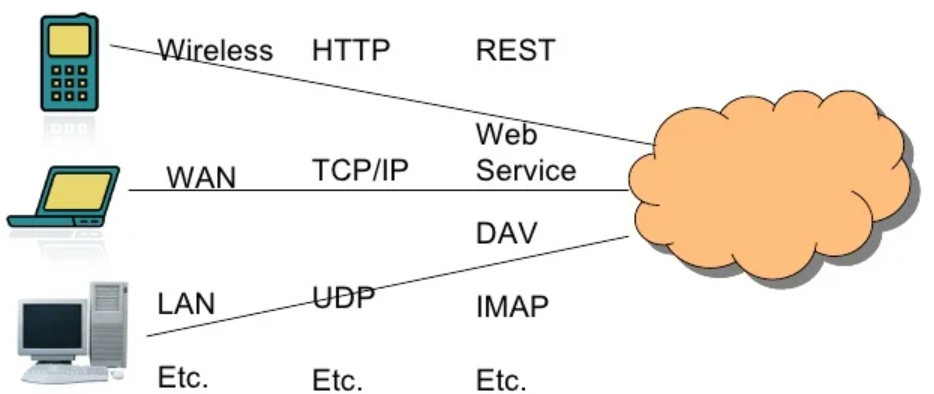 Wireless HTTP REST
Web
WAN TCP/IP Service
DAV
LAN UDP IMAP
Etc. Etc. Etc.